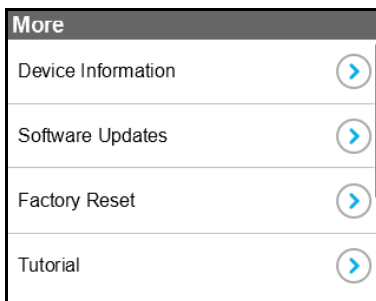 More
Device Information
Software Updates
Factory Reset
Tutorial